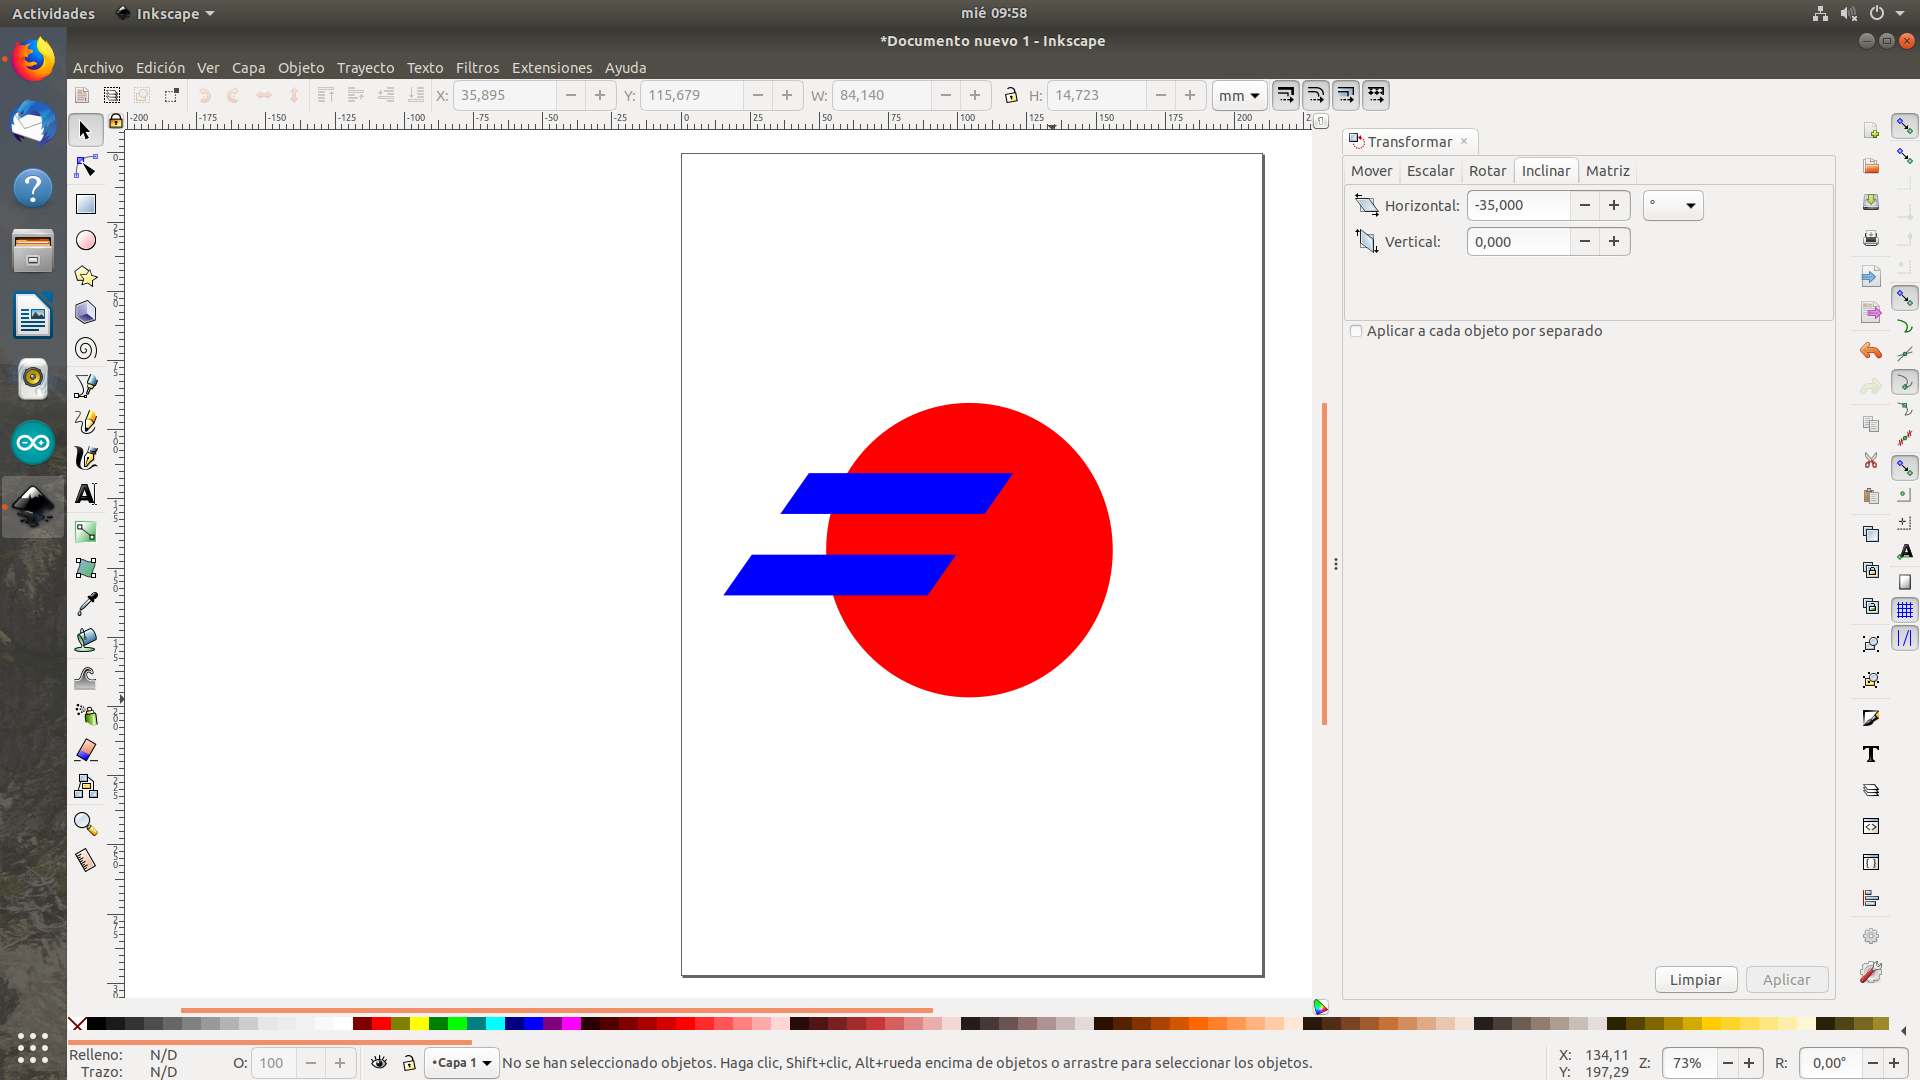 Actividades Inkscape mié 09:58
*Documento nuevo 1 - Inkscape
Archivo Edición Ver Capa Objeto Trayecto Texto Filtros Extensiones Ayuda
X: 35,895 Y: 115,679 W: 84,140 H: 14,723 mm
-200 -175 -150 -125 -100 -75 -50 -25 0 25 50 75 100 125 150 175 200
Transformar
Mover Escalar Rotar Inclinar Matriz
Horizontal: -35,000 °
Vertical: 0,000
Aplicar a cada objeto por separado
Limpiar Aplicar
Relleno: N/D
Trazo: N/D
O: 100
•Capa 1
No se han seleccionado objetos. Haga clic, Shift+clic, Alt+rueda encima de objetos o arrastre para seleccionar los objetos.
X: 134,11
Y: 197,29
Z: 73%
R: 0,00°